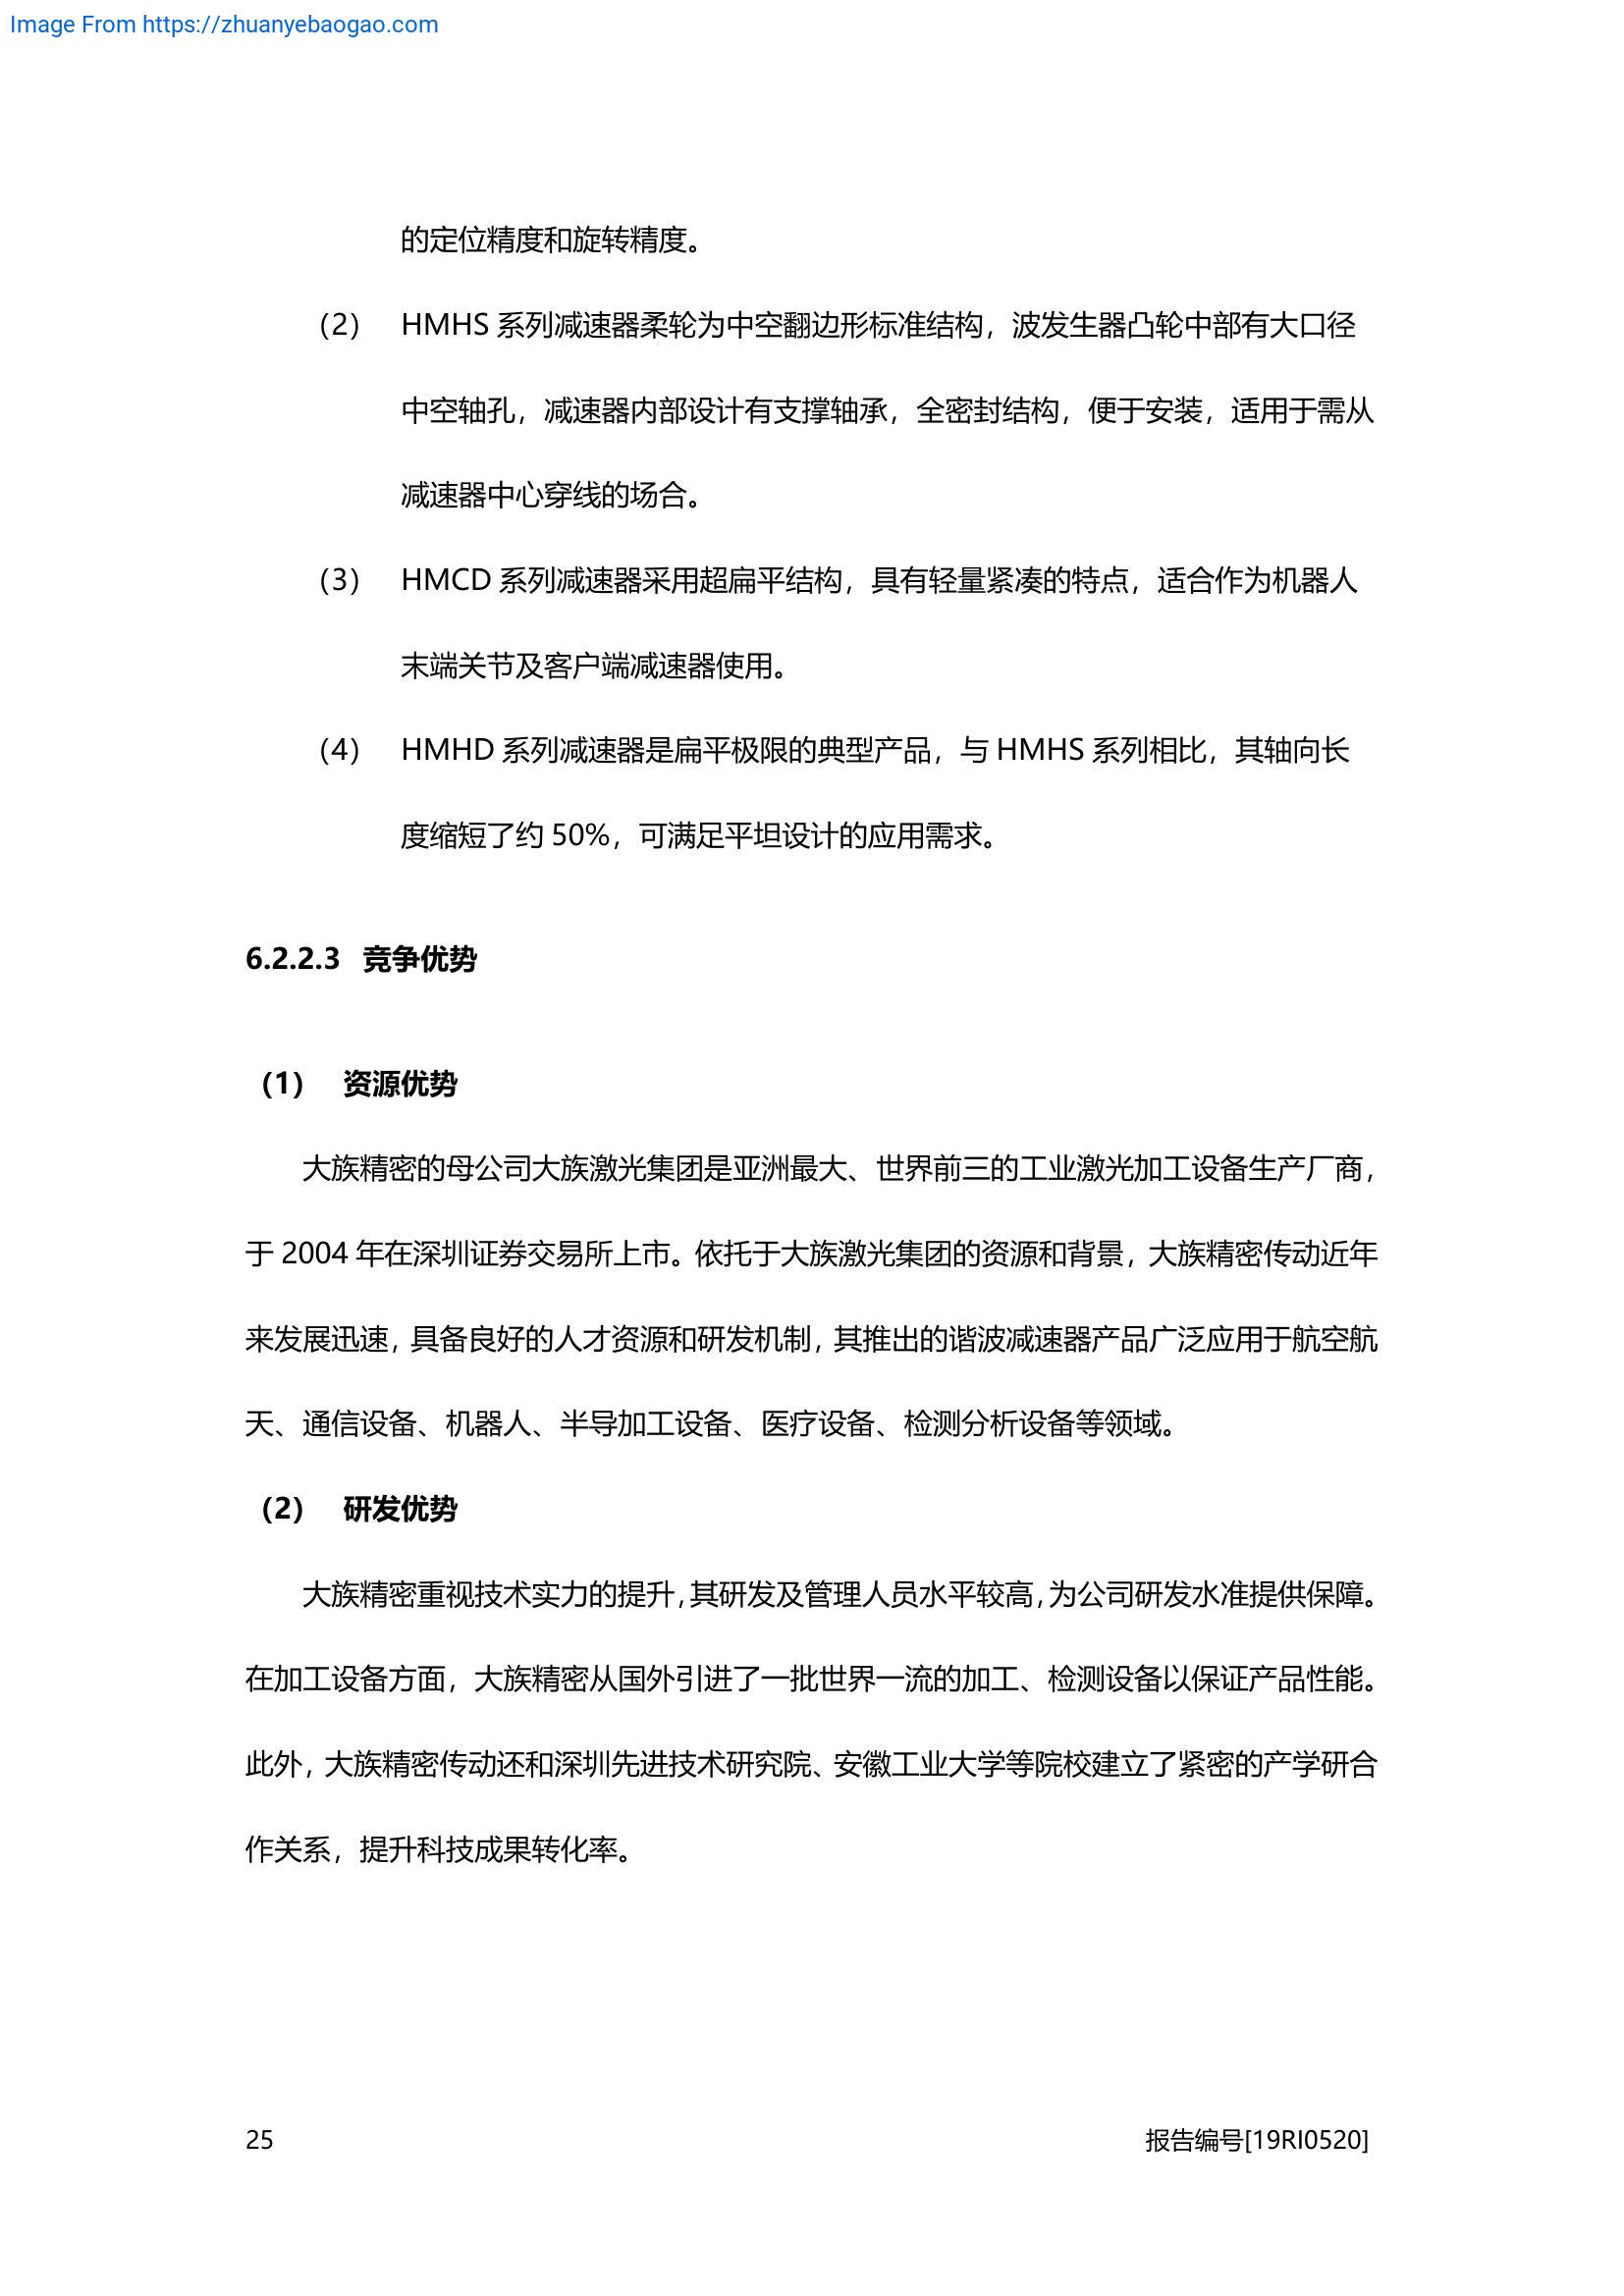 Image From https://zhuanyebaogao.com
的定位精度和旋转精度。
（2） HMHS 系列减速器柔轮为中空翻边形标准结构，波发生器凸轮中部有大口径
中空轴孔，减速器内部设计有支撑轴承，全密封结构，便于安装，适用于需从
减速器中心穿线的场合。
（3） HMCD 系列减速器采用超扁平结构，具有轻量紧凑的特点，适合作为机器人
末端关节及客户端减速器使用。
（4） HMHD 系列减速器是扁平极限的典型产品，与 HMHS 系列相比，其轴向长
度缩短了约 50%，可满足平坦设计的应用需求。
6.2.2.3 竞争优势
（1） 资源优势
大族精密的母公司大族激光集团是亚洲最大、世界前三的工业激光加工设备生产厂商，
于 2004 年在深圳证券交易所上市。依托于大族激光集团的资源和背景，大族精密传动近年
来发展迅速，具备良好的人才资源和研发机制，其推出的谐波减速器产品广泛应用于航空航
天、通信设备、机器人、半导加工设备、医疗设备、检测分析设备等领域。
（2） 研发优势
大族精密重视技术实力的提升，其研发及管理人员水平较高，为公司研发水准提供保障。
在加工设备方面，大族精密从国外引进了一批世界一流的加工、检测设备以保证产品性能。
此外，大族精密传动还和深圳先进技术研究院、安徽工业大学等院校建立了紧密的产学研合
作关系，提升科技成果转化率。
25 报告编号[19RI0520]